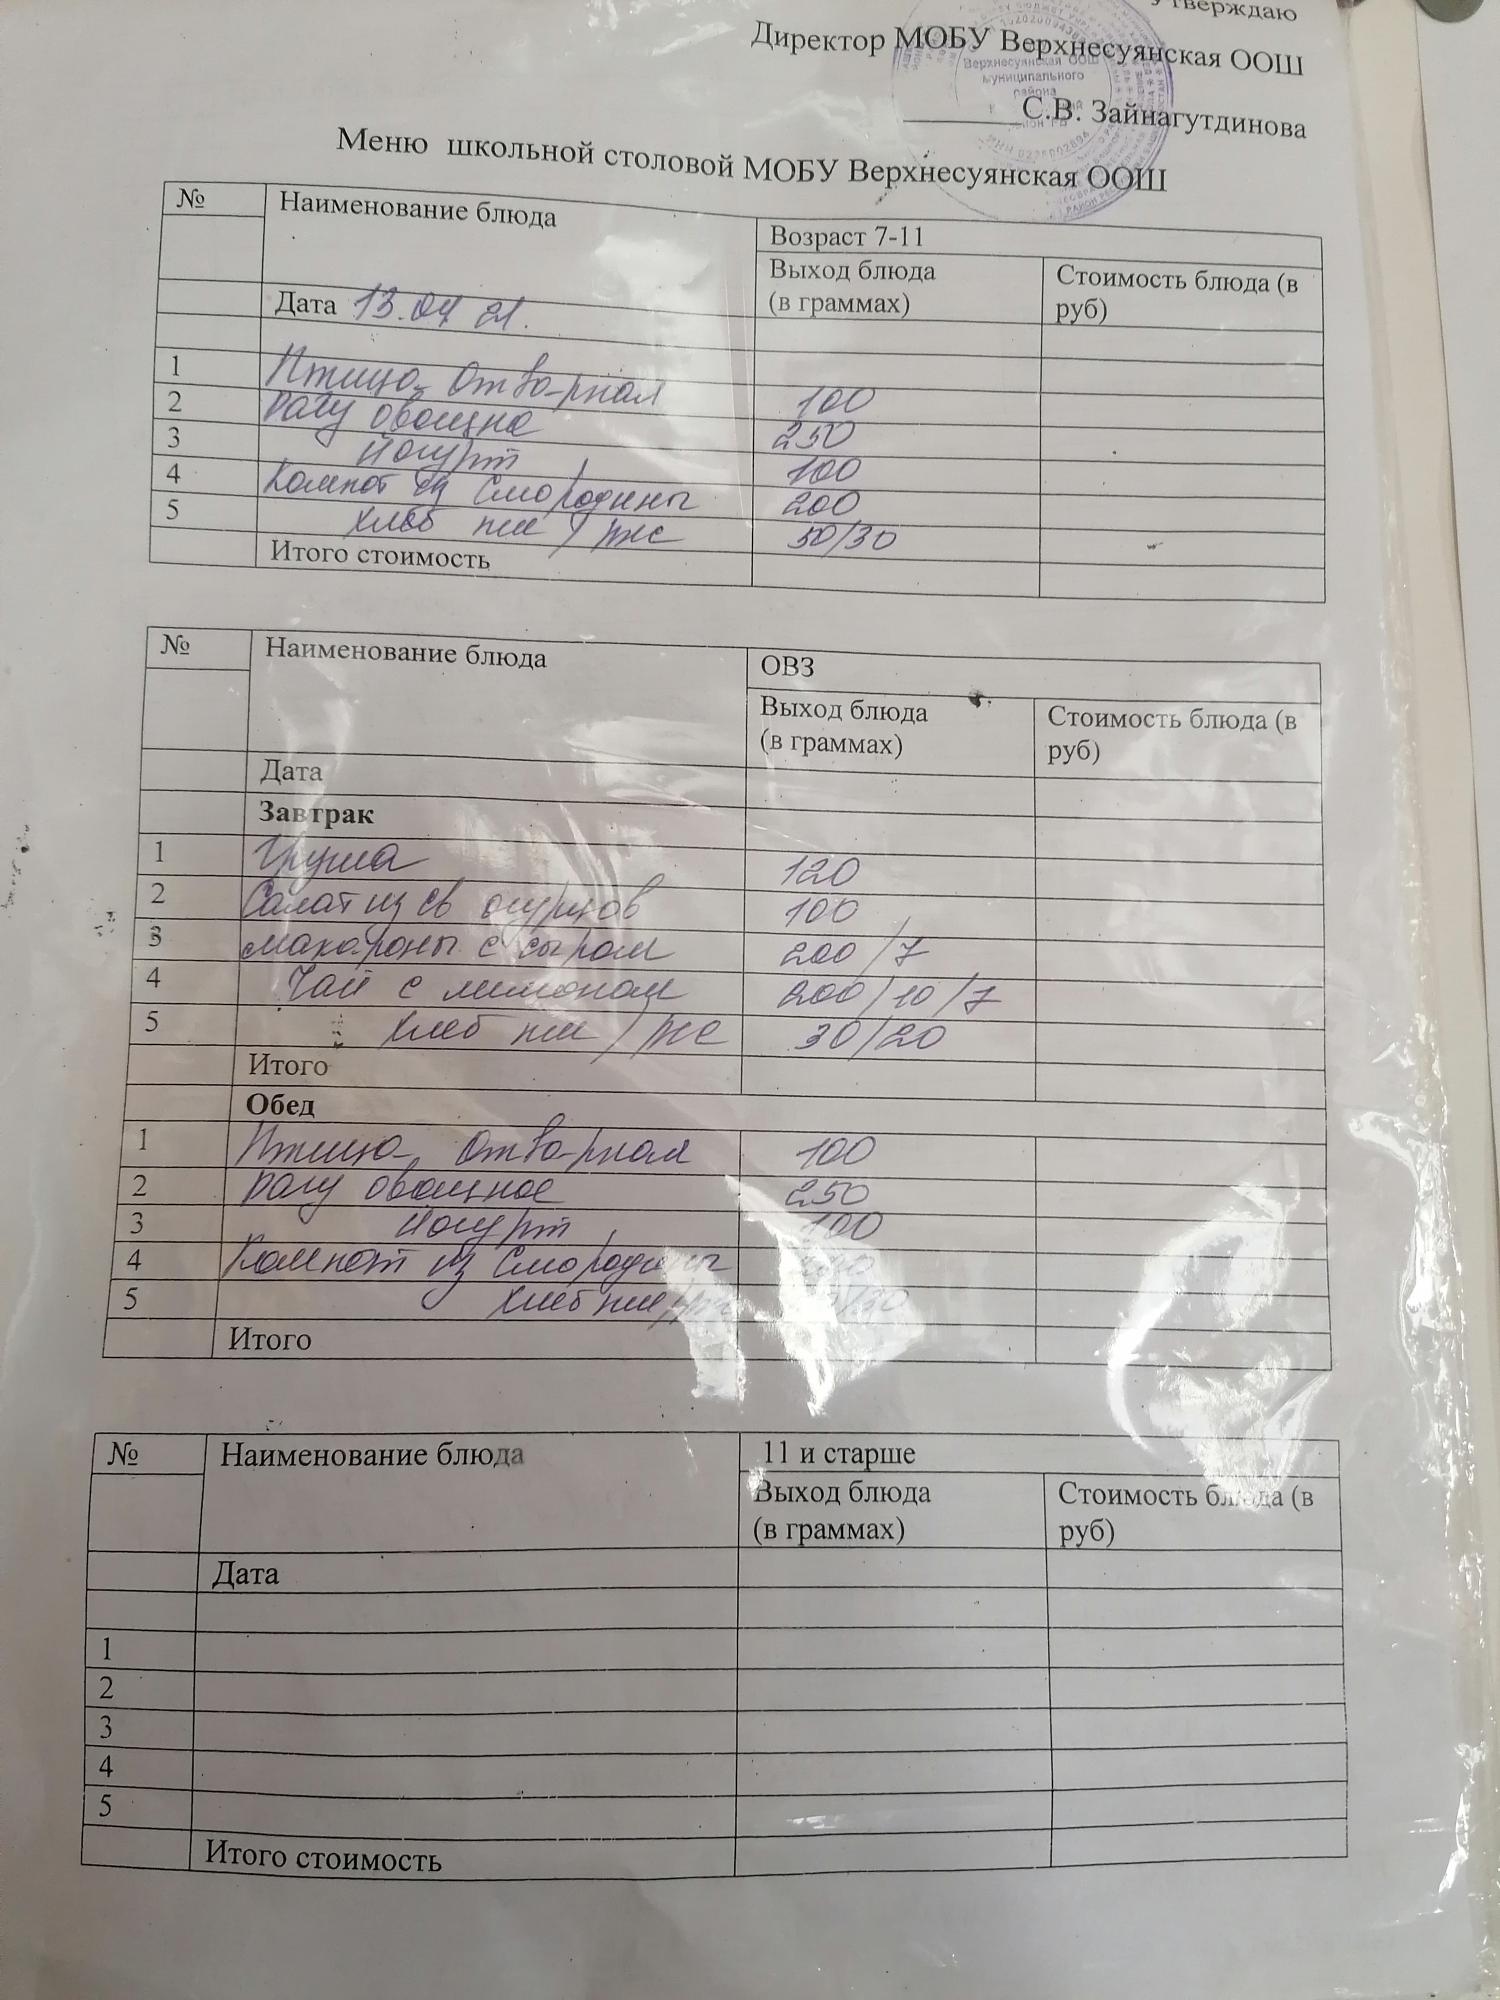 Утверждаю
Директор МОБУ Верхнесуянская ООШ
С.В. Зайнагутдинова
Верхнесуянская ООШ
муниципального
района
Меню школьной столовой МОБУ Верхнесуянская ООШ
№ Наименование блюда
Возраст 7-11
Выход блюда (в граммах) Стоимость блюда (в руб)
Дата 13.04 21.
1 Птица отварная 100
2 Рагу овощное 250
3 Йогурт 100
4 Компот из смородины 200
5 хлеб пш / рж 50/30
Итого стоимость
№ Наименование блюда
ОВЗ
Выход блюда (в граммах) Стоимость блюда (в руб)
Дата
Завтрак
1 Груша 120
2 Салат из св огурцов 100
3 макароны с сыром 200/7
4 Чай с лимоном 200/10/7
5 хлеб пш / рж 30/20
Итого
Обед
1 Птица отварная 100
2 Рагу овощное 250
3 Йогурт 100
4 Компот из смородины
5 хлеб пш /30
Итого
№ Наименование блюда
11 и старше
Выход блюда (в граммах) Стоимость блюда (в руб)
Дата
1
2
3
4
5
Итого стоимость